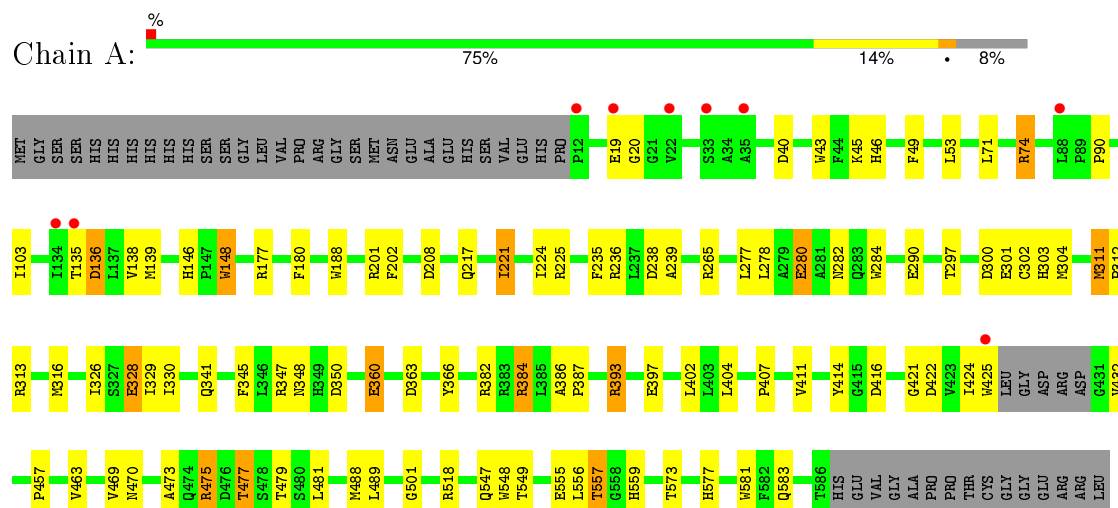 %
Chain A:
75% 14% • 8%
MET GLY SER SER HIS HIS HIS HIS HIS HIS SER SER GLY LEU VAL PRO ARG GLY SER MET ASN GLU ALA GLU HIS SER VAL GLU HIS PRO P12 E19 G20 G21 V22 S33 A34 A35 D40 W43 F44 K45 H46 F49 L53 L71 R74 L88 P89 P90
I103 I134 T135 D136 L137 V138 M139 H146 P147 W148 R177 F180 W188 R201 F202 D208 Q217 I221 I224 R225 F235 R236 L237 D238 A239 R265 L277 L278 A279 E280 A281 N282 Q283 W284 E290 T297 D300 E301 C302 H303 M304 M311 P312
R313 M316 I326 S327 E328 I329 I330 Q341 F345 L346 R347 N348 H349 D350 E360 D363 Y366 R382 R383 R384 L385 A386 P387 R393 E397 L402 L403 L404 P407 V411 Y414 G415 D416 G421 D422 V423 I424 W425 LEU GLY ASP ARG ASP G431 V432
P457 V463 V469 N470 A473 Q474 R475 D476 T477 S478 T479 S480 L481 M488 L489 G501 R518 Q547 W548 T549 E555 L556 T557 G558 H559 T573 H577 W581 F582 Q583 T586 HIS GLU VAL GLY ALA PRO PRO THR CYS GLY GLY GLU ARG ARG LEU